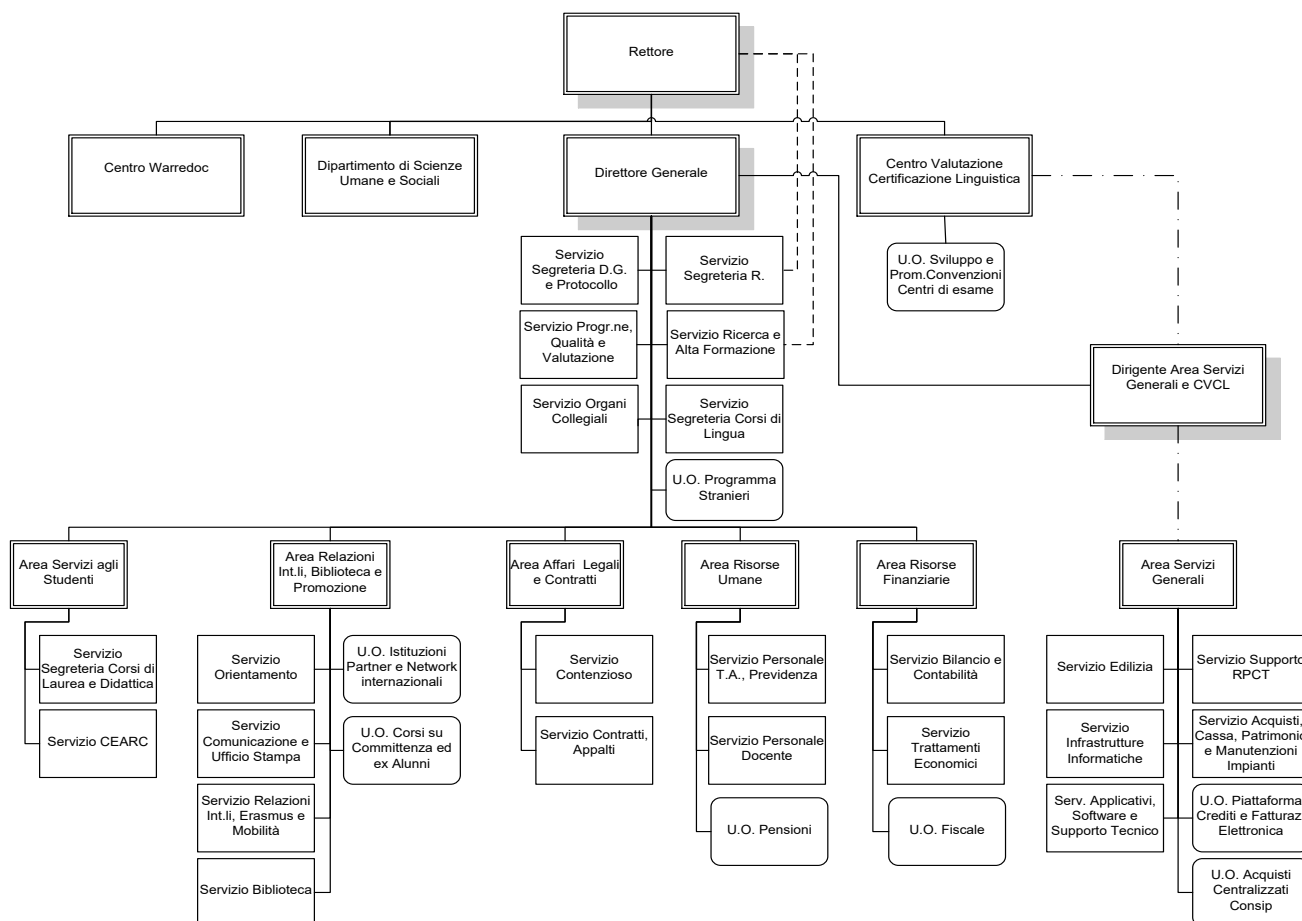 Rettore
Centro Warredoc
Dipartimento di Scienze
Umane e Sociali
Direttore Generale
Centro Valutazione
Certificazione Linguistica
Servizio
Segreteria D.G.
e Protocollo
Servizio
Segreteria R.
U.O. Sviluppo e
Prom.Convenzioni
Centri di esame
Servizio Progr.ne,
Qualità e
Valutazione
Servizio Ricerca e
Alta Formazione
Dirigente Area Servizi
Generali e CVCL
Servizio Organi
Collegiali
Servizio
Segreteria Corsi di
Lingua
U.O. Programma
Stranieri
Area Servizi agli
Studenti
Area Relazioni
Int.li, Biblioteca e
Promozione
Area Affari Legali
e Contratti
Area Risorse
Umane
Area Risorse
Finanziarie
Area Servizi
Generali
Servizio
Segreteria Corsi di
Laurea e Didattica
Servizio CEARC
Servizio
Orientamento
U.O. Istituzioni
Partner e Network
internazionali
Servizio
Comunicazione e
Ufficio Stampa
U.O. Corsi su
Committenza ed
ex Alunni
Servizio Relazioni
Int.li, Erasmus e
Mobilità
Servizio Biblioteca
Servizio
Contenzioso
Servizio Contratti,
Appalti
Servizio Personale
T.A., Previdenza
Servizio Personale
Docente
U.O. Pensioni
Servizio Bilancio e
Contabilità
Servizio
Trattamenti
Economici
U.O. Fiscale
Servizio Edilizia
Servizio Supporto
RPCT
Servizio
Infrastrutture
Informatiche
Servizio Acquisti,
Cassa, Patrimonio
e Manutenzioni
Impianti
Serv. Applicativi,
Software e
Supporto Tecnico
U.O. Piattaforma
Crediti e Fatturaz.
Elettronica
U.O. Acquisti
Centralizzati
Consip